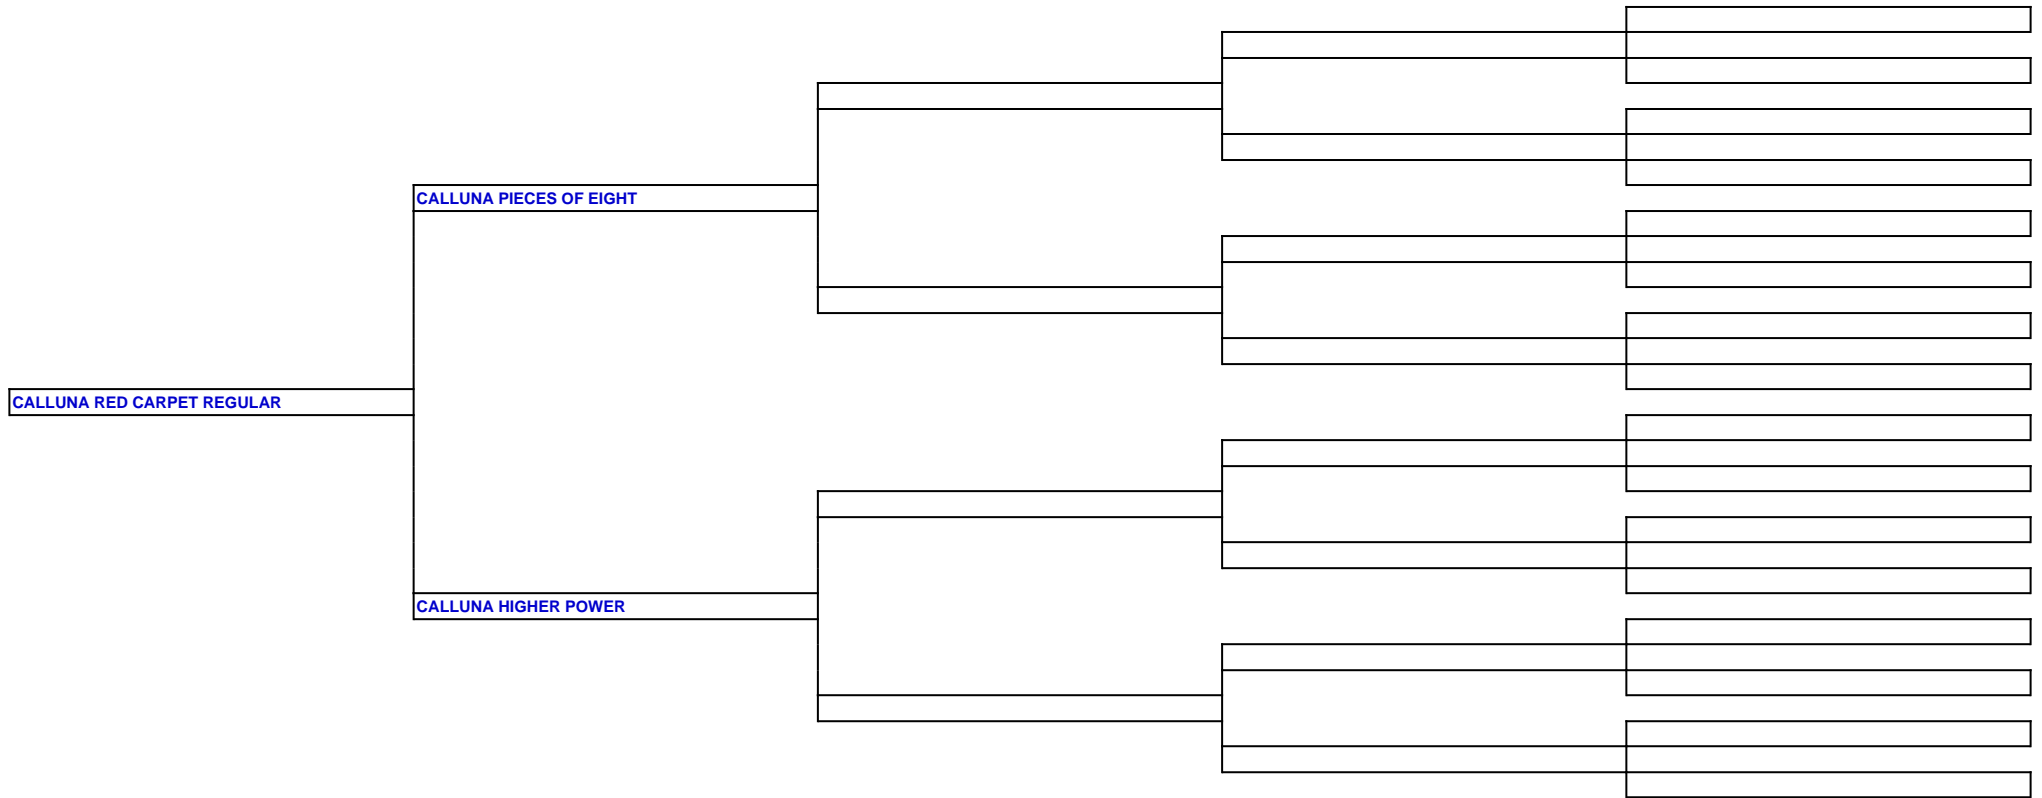 CALLUNA PIECES OF EIGHT
CALLUNA RED CARPET REGULAR
CALLUNA HIGHER POWER